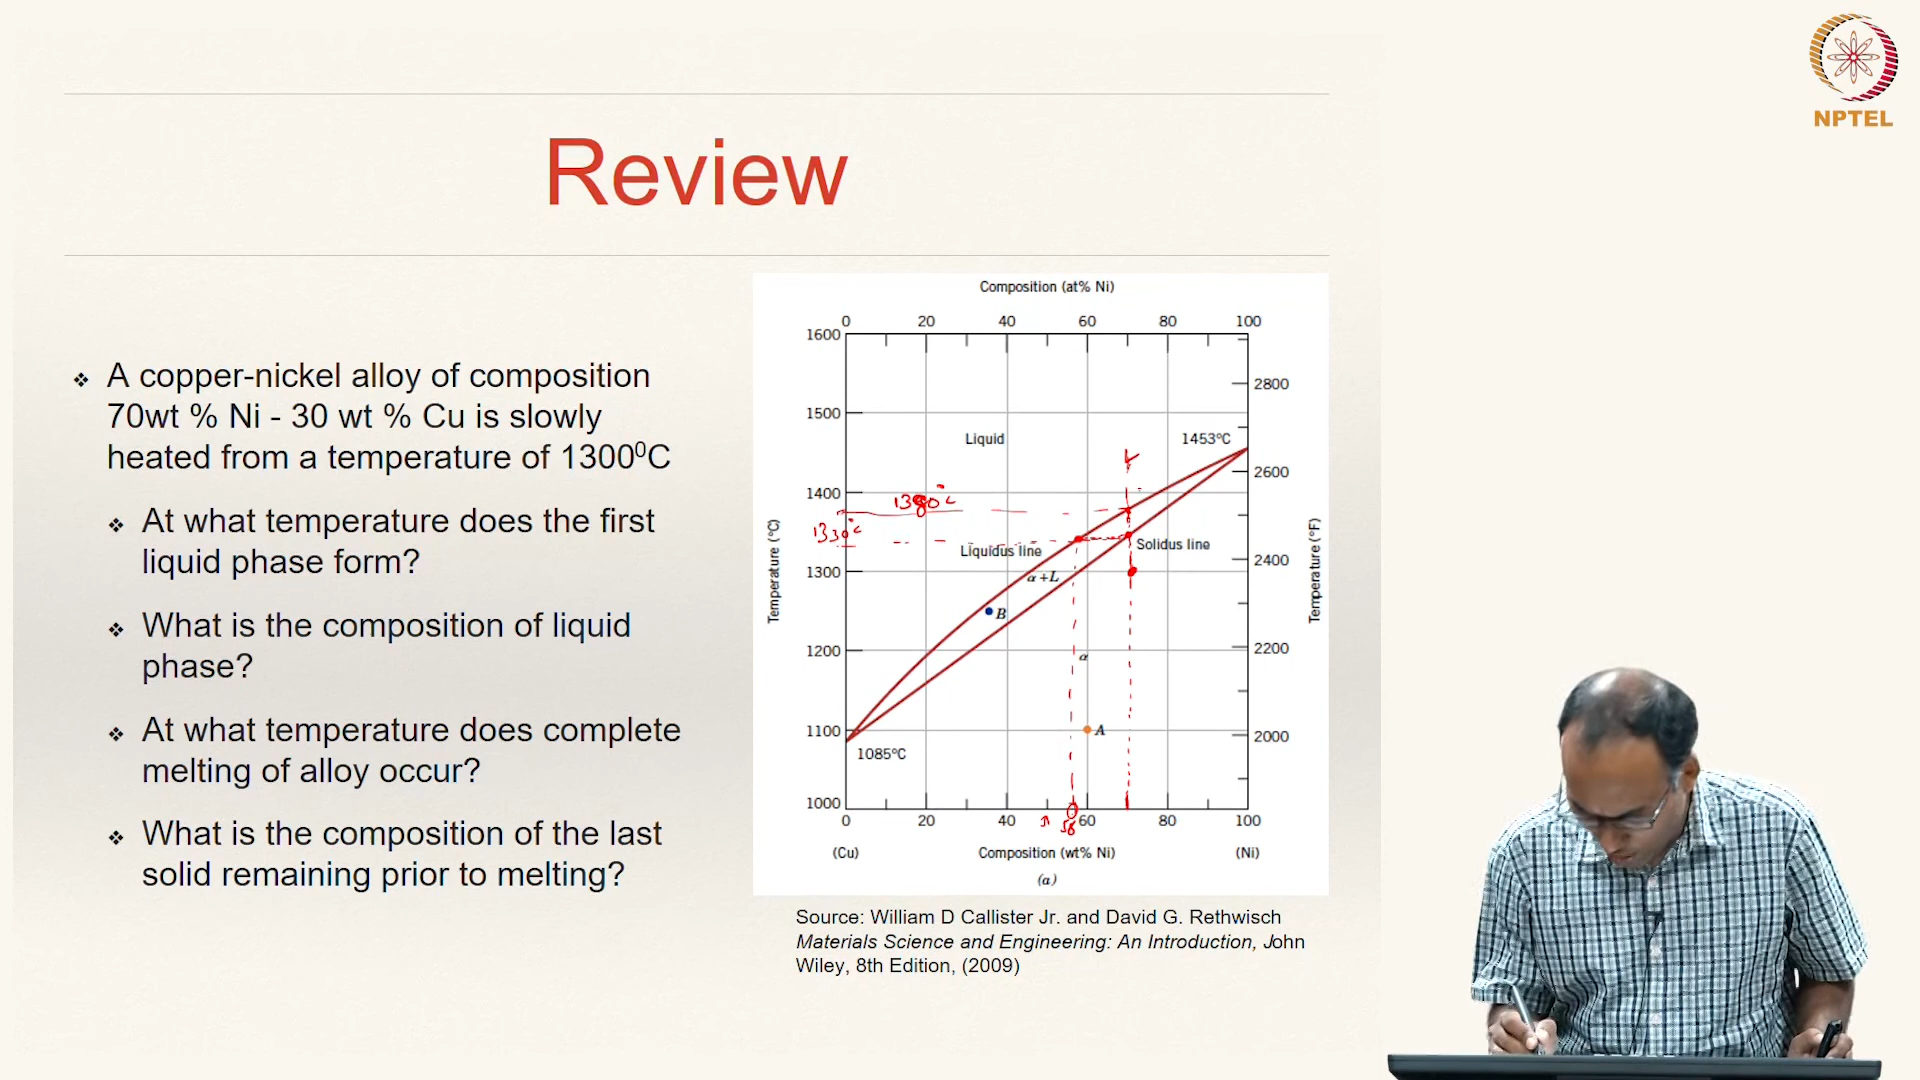 NPTEL
Review
❖ A copper-nickel alloy of composition
70wt % Ni - 30 wt % Cu is slowly
heated from a temperature of 1300⁰C
❖ At what temperature does the first
liquid phase form?
❖ What is the composition of liquid
phase?
❖ At what temperature does complete
melting of alloy occur?
❖ What is the composition of the last
solid remaining prior to melting?
Composition (at% Ni)
0 20 40 60 80 100
1600
2800
1500
Liquid
1453°C
2600
1400
1380°C
1330°C
Liquidus line
Solidus line
2400
1300
α+L
B
1200
α
2200
1100
A
2000
1085°C
1000
0 20 40 60 80 100
58
(Cu) Composition (wt% Ni) (Ni)
(a)
Temperature (°C)
Temperature (°F)
Source: William D Callister Jr. and David G. Rethwisch
Materials Science and Engineering: An Introduction, John
Wiley, 8th Edition, (2009)